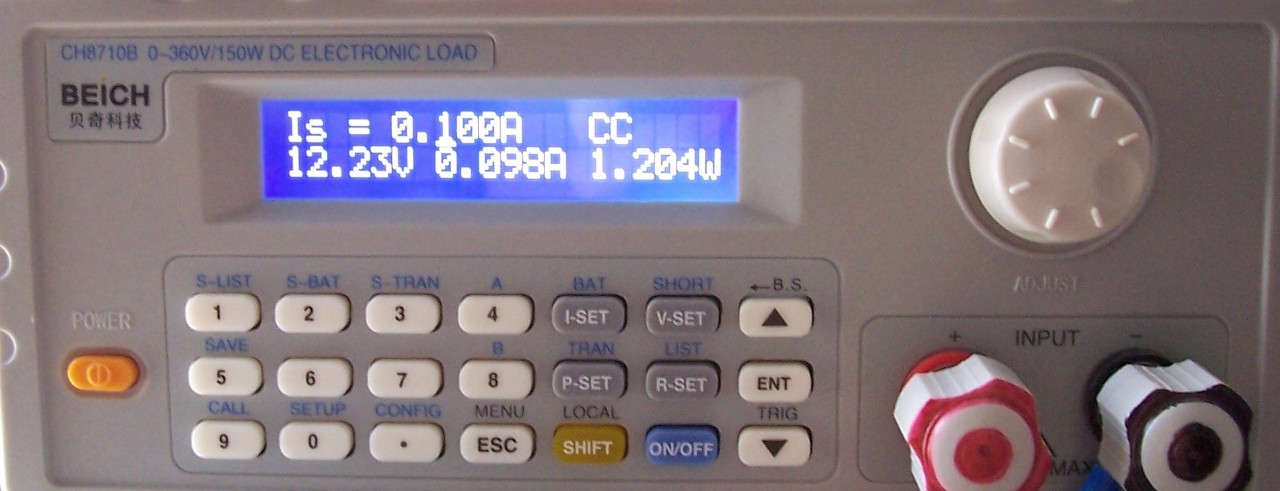 CH8710B 0-360V/150W DC ELECTRONIC LOAD
BEICH
贝奇科技
Is = 0.100A CC
12.23V 0.098A 1.204W
ADJUST
POWER
S-LIST S-BAT S-TRAN A BAT SHORT ←B.S.
1 2 3 4 I-SET V-SET ▲
SAVE B TRAN LIST
5 6 7 8 P-SET R-SET ENT
CALL SETUP CONFIG MENU LOCAL TRIG
9 0 • ESC SHIFT ON/OFF ▼
+ INPUT −
MAX